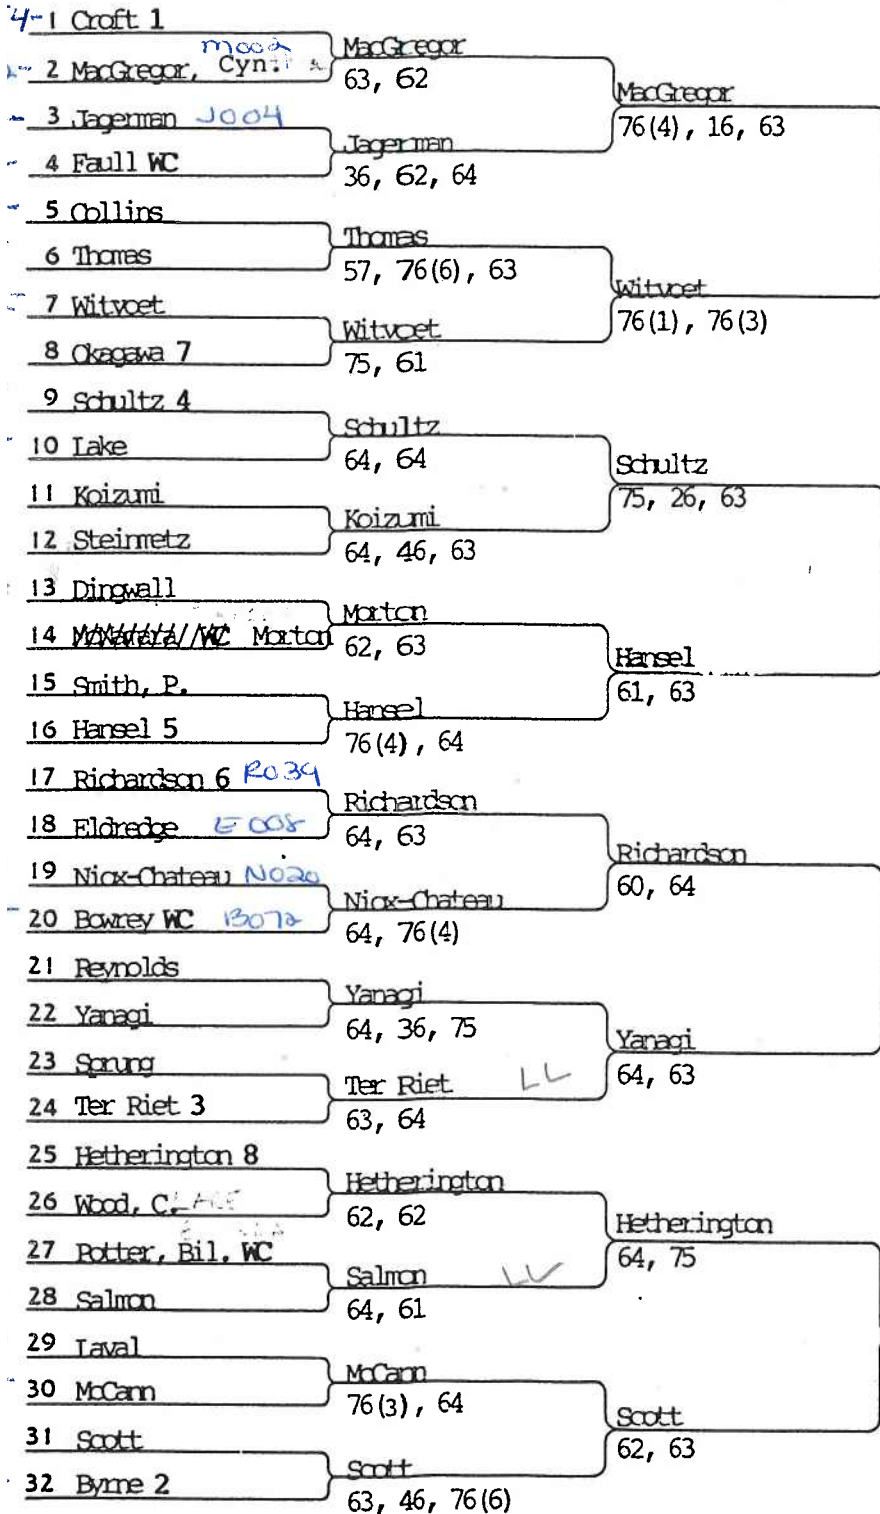 4- 1 Croft 1
2 MacGregor, Cyn. M002
3 Jagerman J004
4 Faull WC
5 Collins
6 Thomas
7 Witvoet
8 Okagawa 7
9 Schultz 4
10 Lake
11 Koizumi
12 Steinmetz
13 Dingwall
14 McNamara WC Morton
15 Smith, P.
16 Hansel 5
17 Richardson 6 R034
18 Eldredge E008
19 Niox-Chateau N020
20 Bowrey WC B072
21 Reynolds
22 Yanagi
23 Sprung
24 Ter Riet 3
25 Hetherington 8
26 Wood, C.
27 Potter, Bil. WC
28 Salmon
29 Laval
30 McCann
31 Scott
32 Byrne 2
MacGregor
63, 62
Jagerman
36, 62, 64
Thomas
57, 76(6), 63
Witvoet
75, 61
Schultz
64, 64
Koizumi
64, 46, 63
Morton
62, 63
Hansel
76(4), 64
Richardson
64, 63
Niox-Chateau
64, 76(4)
Yanagi
64, 36, 75
Ter Riet LL
63, 64
Hetherington
62, 62
Salmon LL
64, 61
McCann
76(3), 64
Scott
63, 46, 76(6)
MacGregor
76(4), 16, 63
Witvoet
76(1), 76(3)
Schultz
75, 26, 63
Hansel
61, 63
Richardson
60, 64
Yanagi
64, 63
Hetherington
64, 75
Scott
62, 63